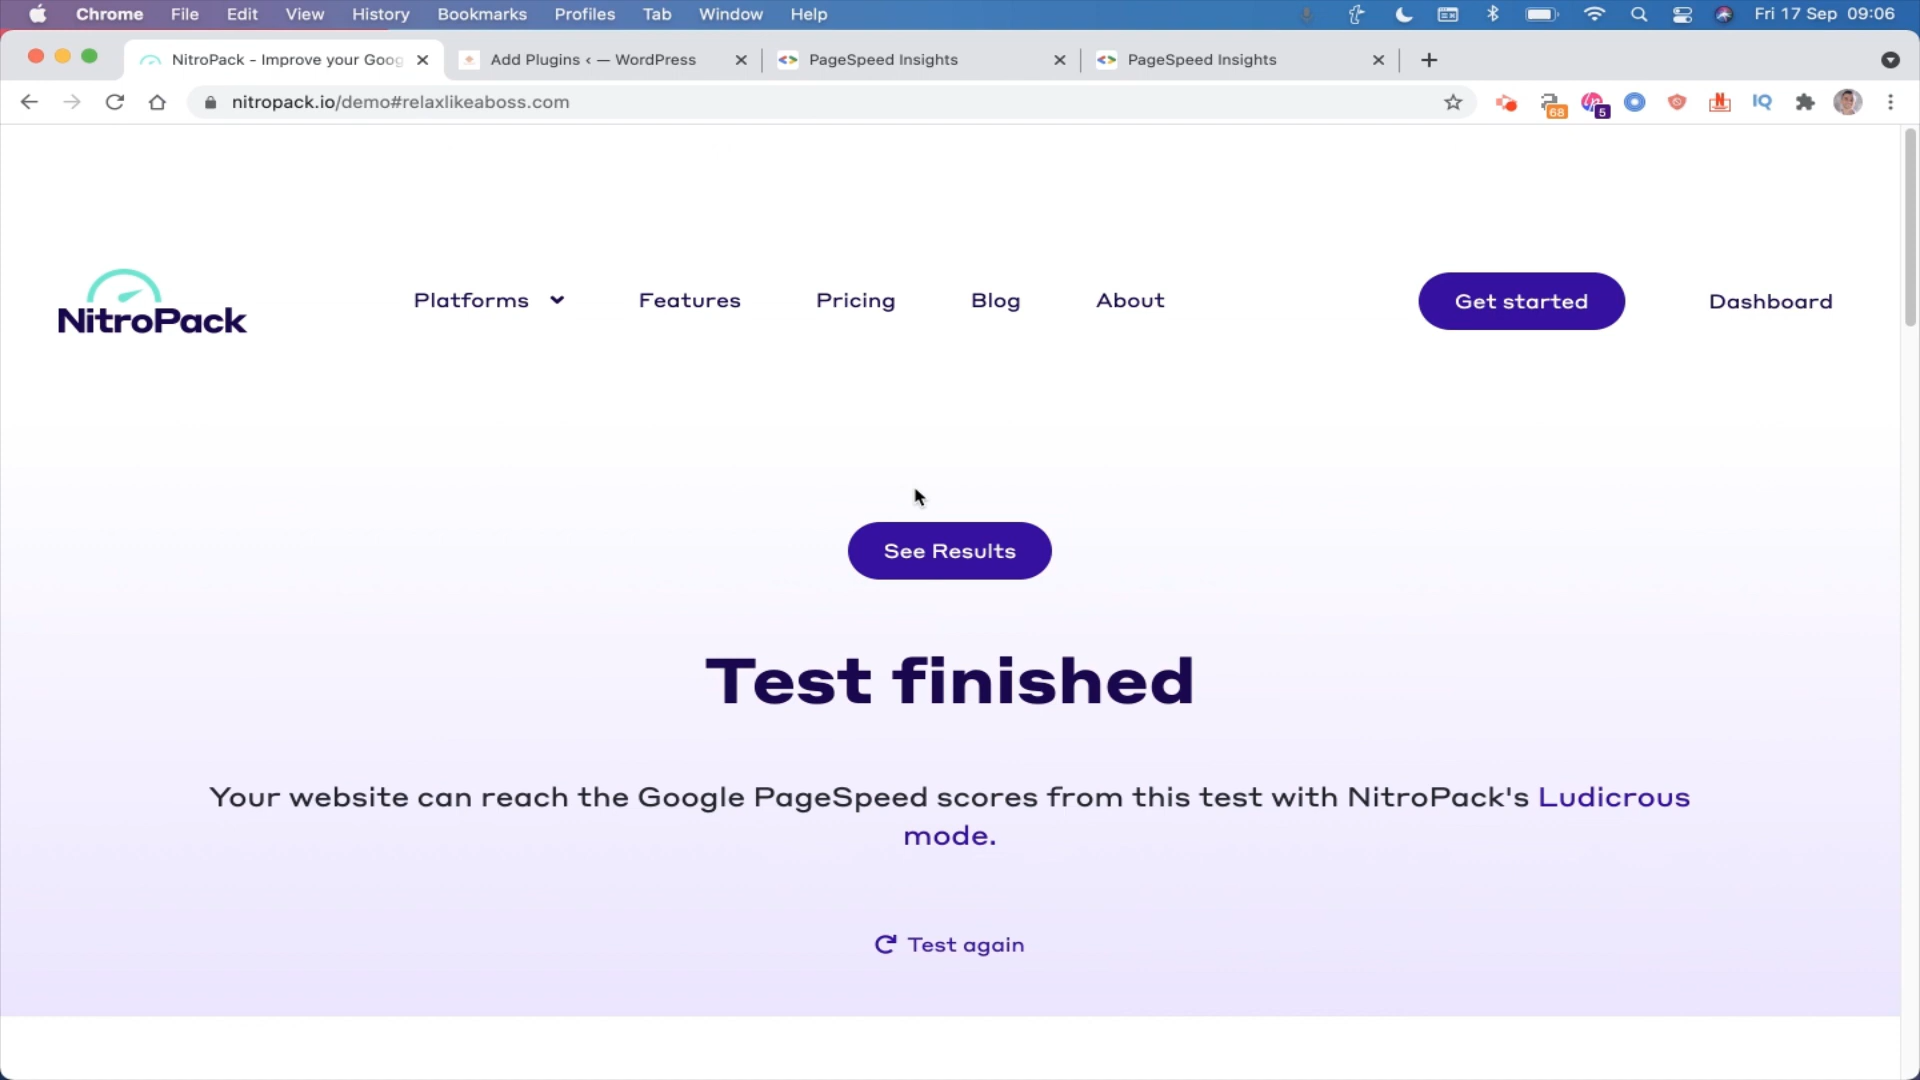 Chrome File Edit View History Bookmarks Profiles Tab Window Help Fri 17 Sep 09:06
NitroPack - Improve your Goog Add Plugins ‹ — WordPress PageSpeed Insights PageSpeed Insights
nitropack.io/demo#relaxlikeaboss.com 68 5 N IQ
NitroPack Platforms Features Pricing Blog About Get started Dashboard
See Results
Test finished
Your website can reach the Google PageSpeed scores from this test with NitroPack's Ludicrous
mode.
Test again